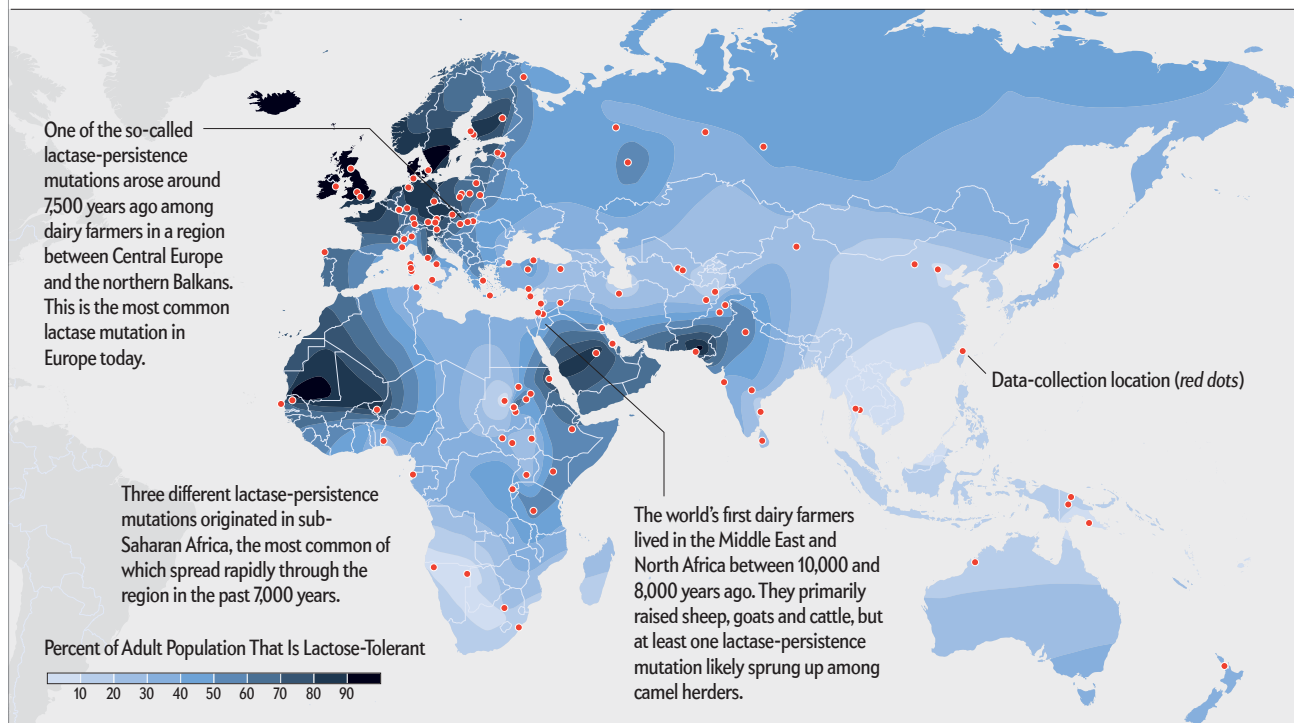 One of the so-called
lactase-persistence
mutations arose around
7,500 years ago among
dairy farmers in a region
between Central Europe
and the northern Balkans.
This is the most common
lactase mutation in
Europe today.
Data-collection location (red dots)
Three different lactase-persistence
mutations originated in sub-
Saharan Africa, the most common of
which spread rapidly through the
region in the past 7,000 years.
The world’s first dairy farmers
lived in the Middle East and
North Africa between 10,000 and
8,000 years ago. They primarily
raised sheep, goats and cattle, but
at least one lactase-persistence
mutation likely sprung up among
camel herders.
Percent of Adult Population That Is Lactose-Tolerant
10 20 30 40 50 60 70 80 90